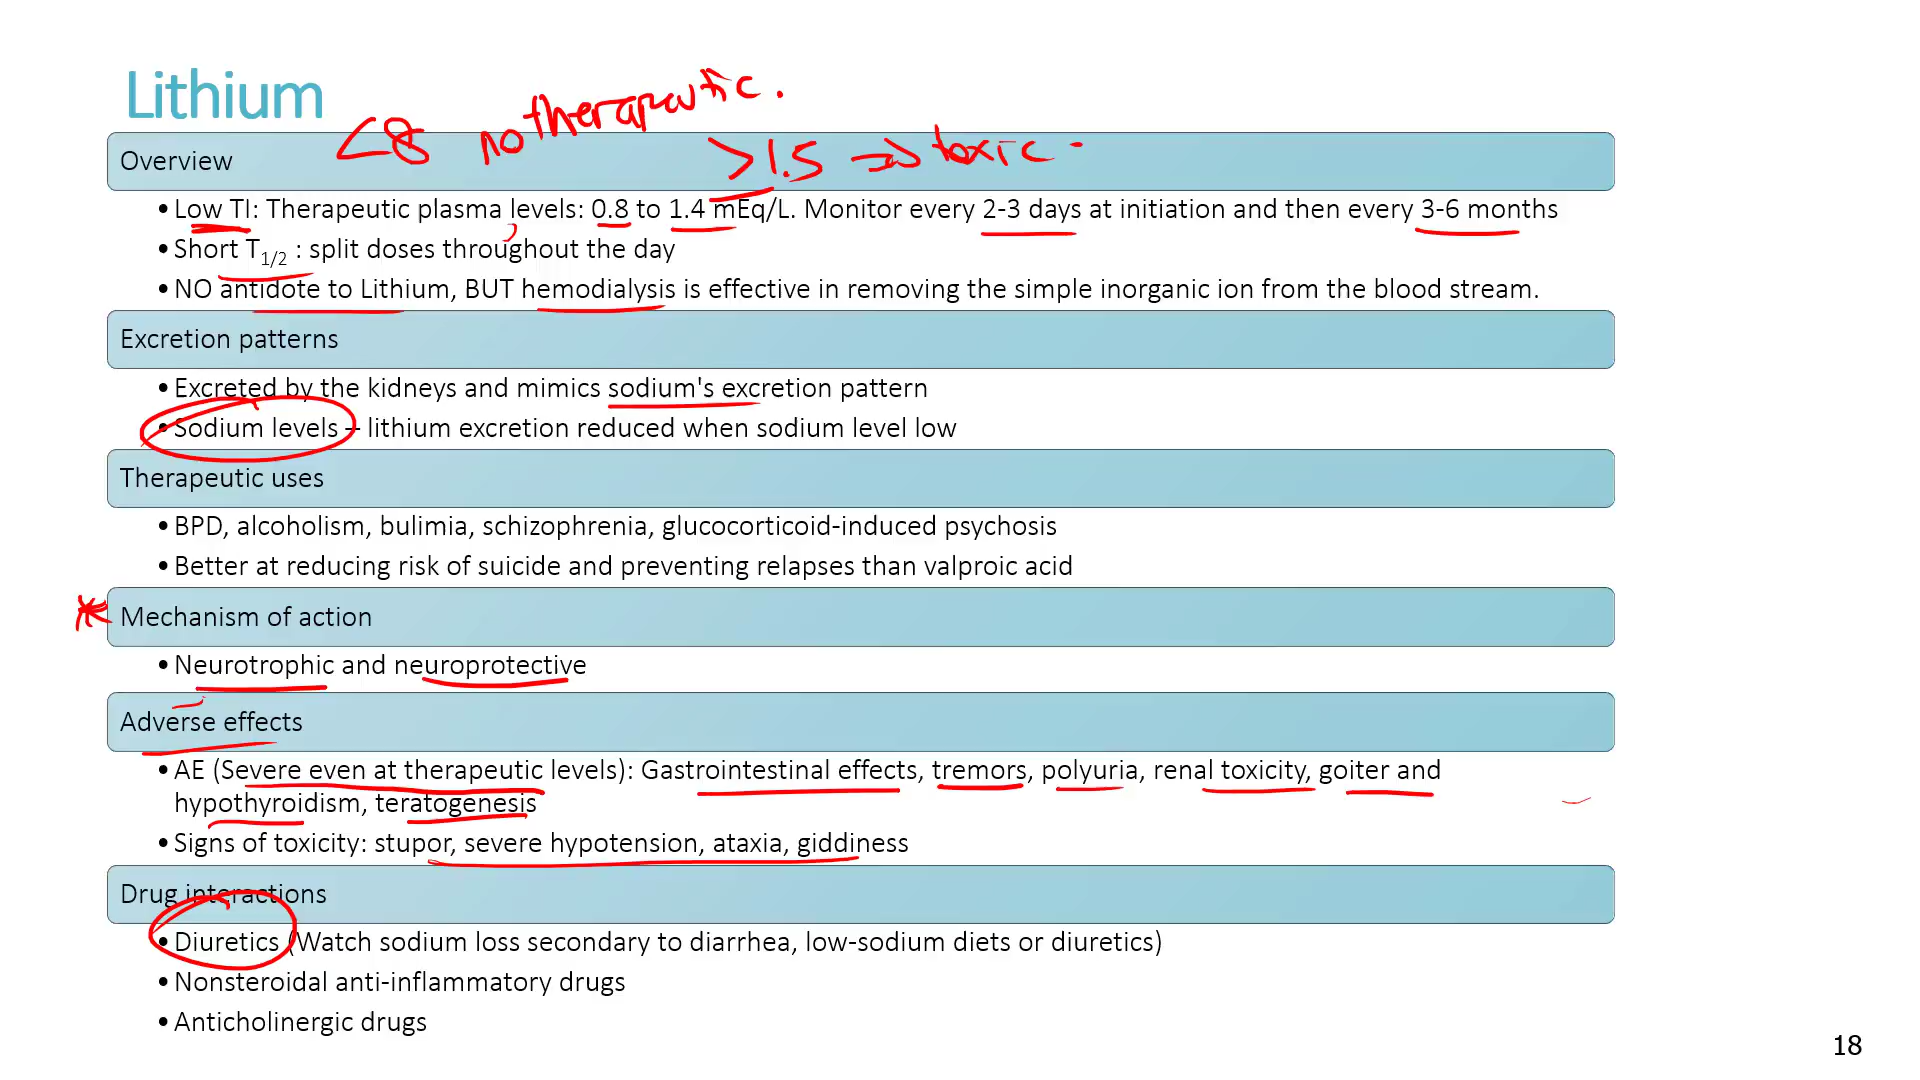 Lithium
<8 no therapeutic.
>1.5 ⇒ toxic
Overview
•Low TI: Therapeutic plasma levels: 0.8 to 1.4 mEq/L. Monitor every 2-3 days at initiation and then every 3-6 months
•Short T1/2 : split doses throughout the day
•NO antidote to Lithium, BUT hemodialysis is effective in removing the simple inorganic ion from the blood stream.
Excretion patterns
•Excreted by the kidneys and mimics sodium's excretion pattern
•Sodium levels – lithium excretion reduced when sodium level low
Therapeutic uses
•BPD, alcoholism, bulimia, schizophrenia, glucocorticoid-induced psychosis
•Better at reducing risk of suicide and preventing relapses than valproic acid
Mechanism of action
•Neurotrophic and neuroprotective
Adverse effects
•AE (Severe even at therapeutic levels): Gastrointestinal effects, tremors, polyuria, renal toxicity, goiter and
hypothyroidism, teratogenesis
•Signs of toxicity: stupor, severe hypotension, ataxia, giddiness
Drug interactions
•Diuretics (Watch sodium loss secondary to diarrhea, low-sodium diets or diuretics)
•Nonsteroidal anti-inflammatory drugs
•Anticholinergic drugs
18